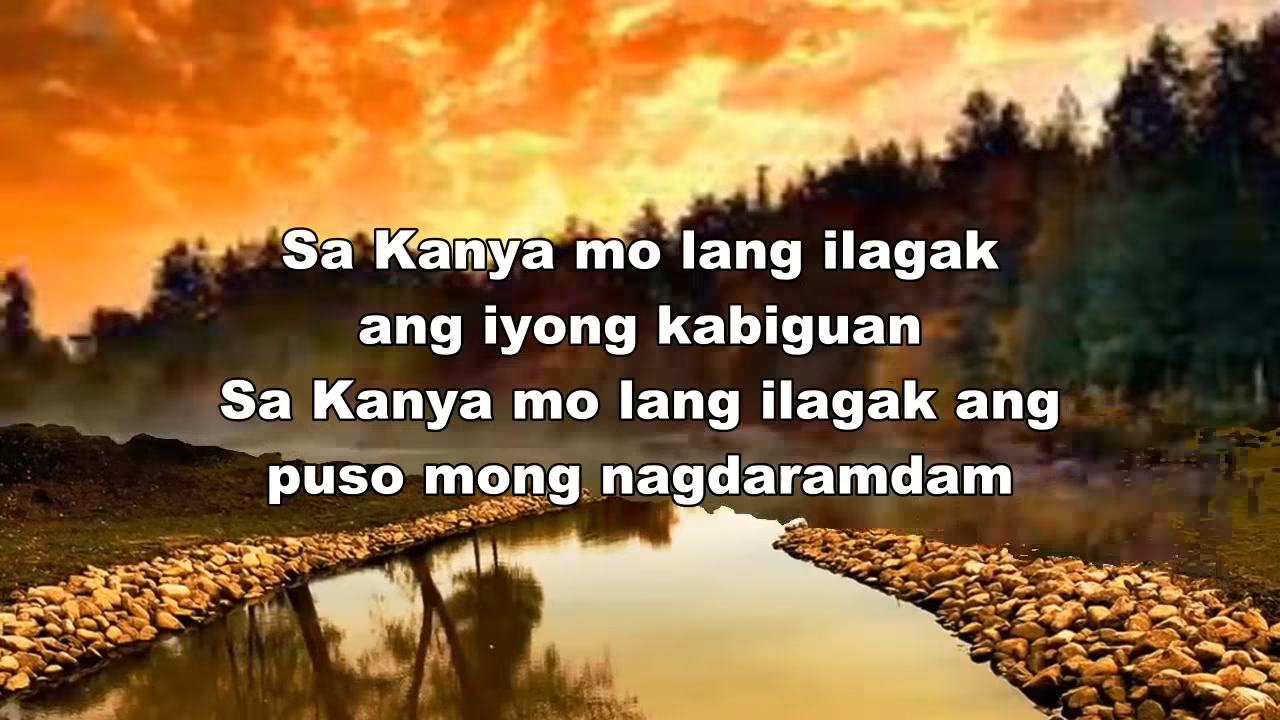 Sa Kanya mo lang ilagak
ang iyong kabiguan
Sa Kanya mo lang ilagak ang
puso mong nagdaramdam